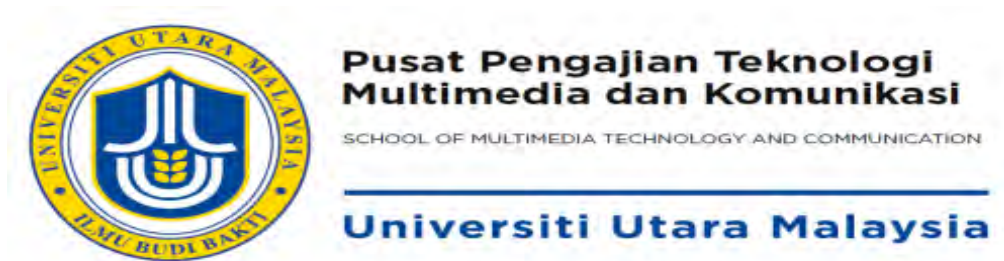 UNIVERSITI UTARA MALAYSIA
ILMU BUDI BAKTI
Pusat Pengajian Teknologi
Multimedia dan Komunikasi
SCHOOL OF MULTIMEDIA TECHNOLOGY AND COMMUNICATION
Universiti Utara Malaysia